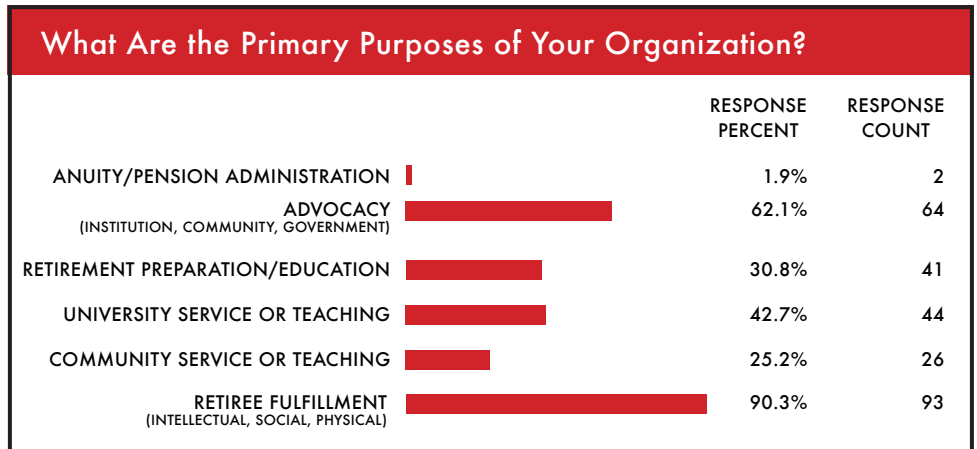 What Are the Primary Purposes of Your Organization?
RESPONSE PERCENT RESPONSE COUNT
ANUITY/PENSION ADMINISTRATION 1.9% 2
ADVOCACY 62.1% 64
(INSTITUTION, COMMUNITY, GOVERNMENT)
RETIREMENT PREPARATION/EDUCATION 30.8% 41
UNIVERSITY SERVICE OR TEACHING 42.7% 44
COMMUNITY SERVICE OR TEACHING 25.2% 26
RETIREE FULFILLMENT 90.3% 93
(INTELLECTUAL, SOCIAL, PHYSICAL)